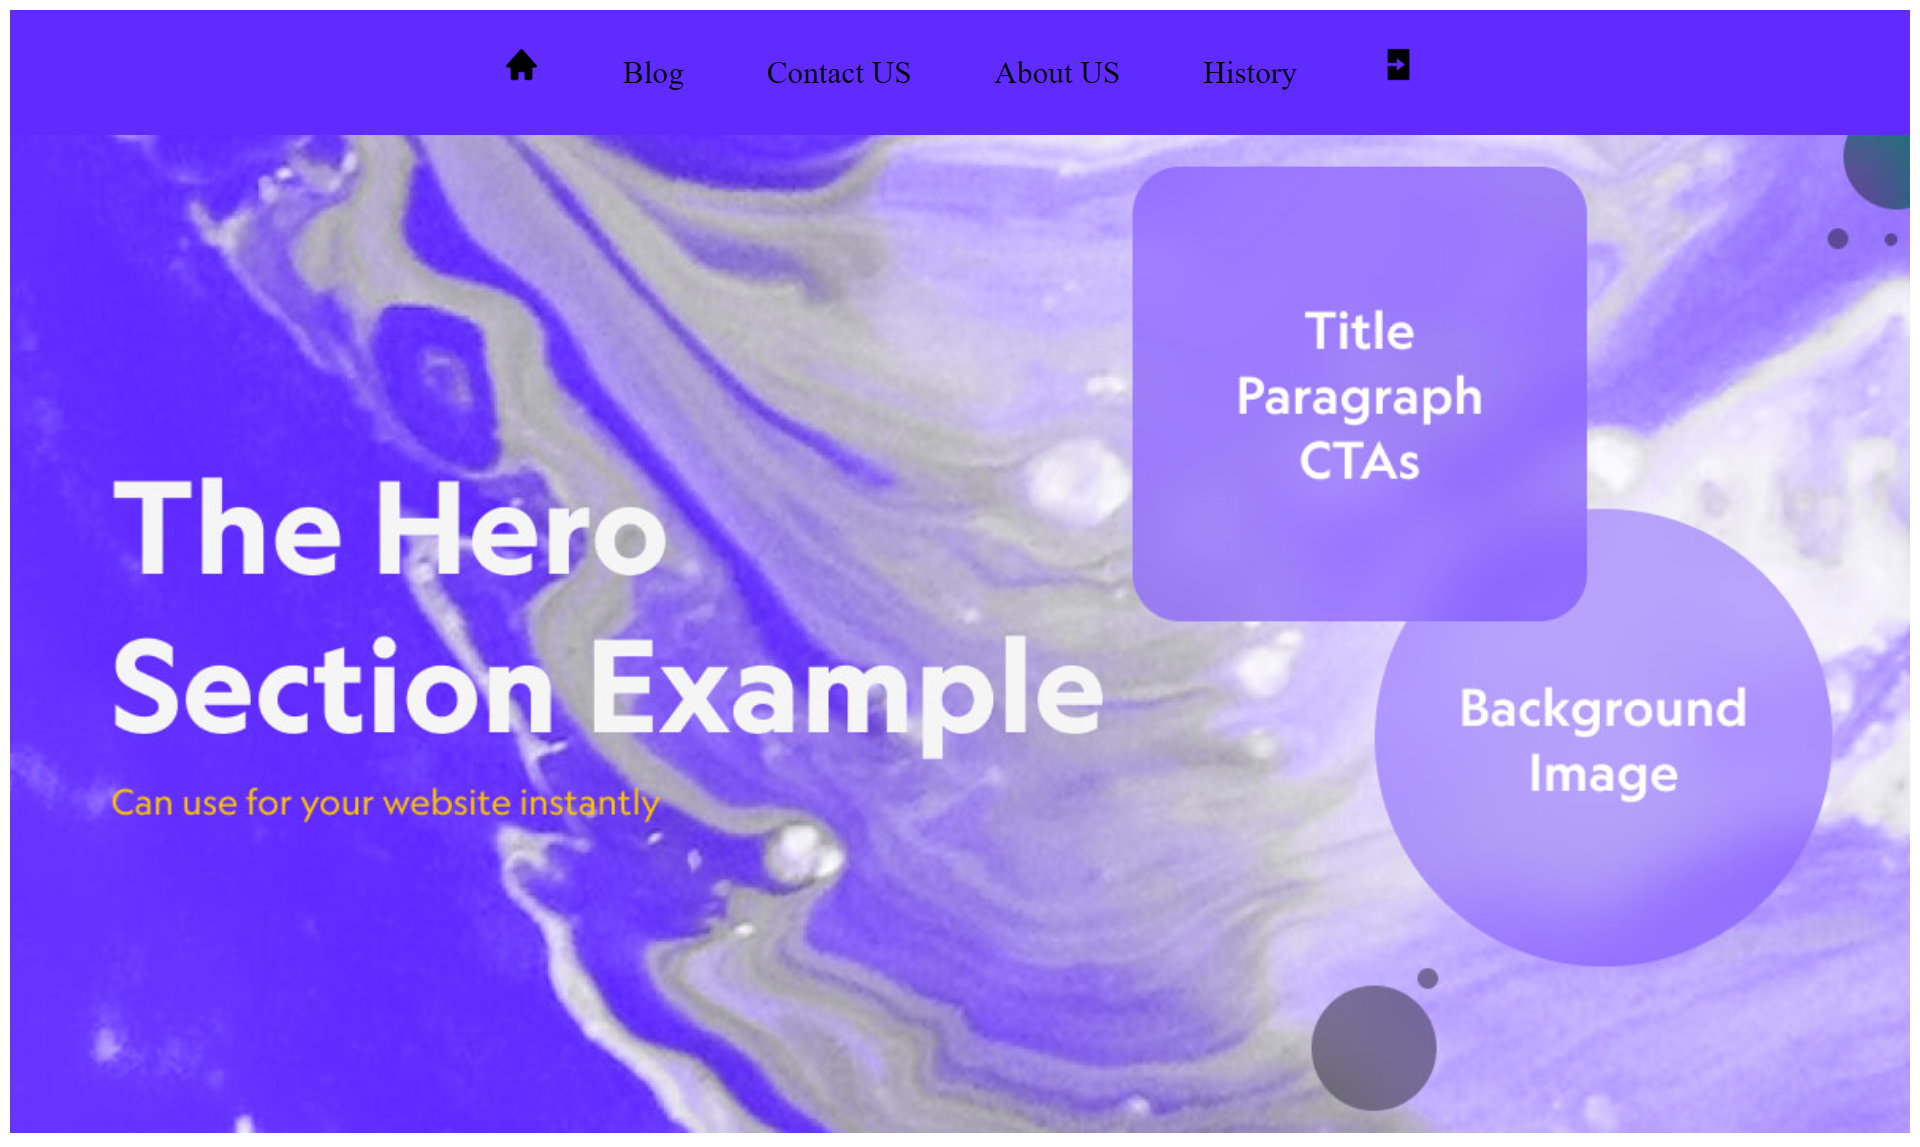 Blog Contact US About US History
Title
Paragraph
CTAs
The Hero
Section Example
Can use for your website instantly
Background
Image